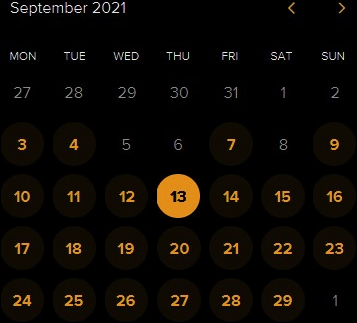 September 2021
MON TUE WED THU FRI SAT SUN
27 28 29 30 31 1 2
3 4 5 6 7 8 9
10 11 12 13 14 15 16
17 18 19 20 21 22 23
24 25 26 27 28 29 1